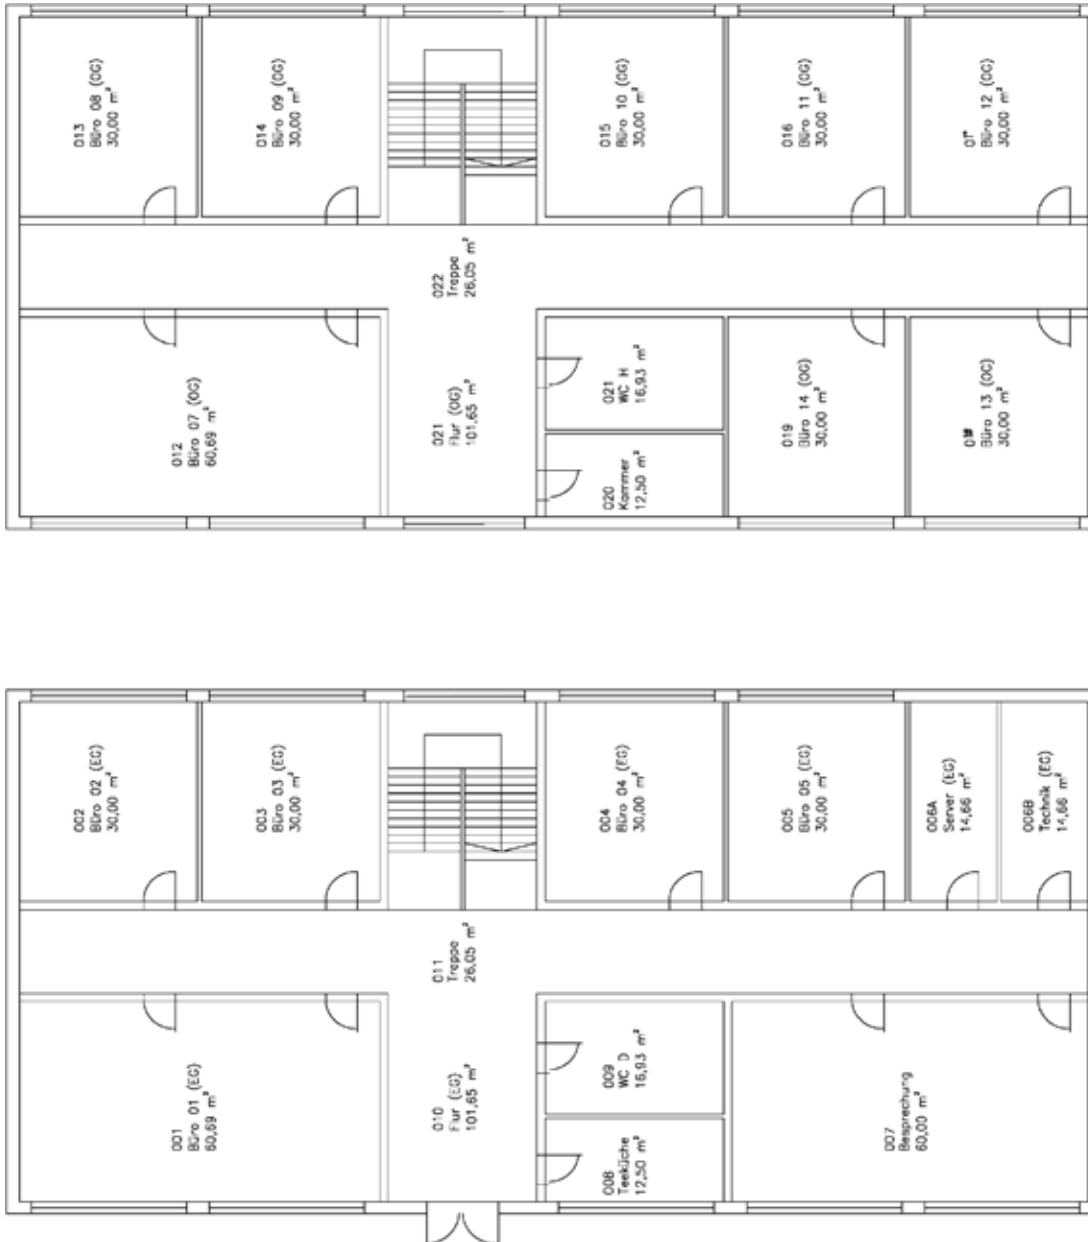 013
Büro 08 (OG)
30,00 m²
014
Büro 09 (OG)
30,00 m²
015
Büro 10 (OG)
30,00 m²
016
Büro 11 (OG)
30,00 m²
Büro 12 (OG)
30,00 m²
022
Treppe
26,05 m²
012
Büro 07 (OG)
60,69 m²
021
Flur (OG)
101,65 m²
021
WC H
16,93 m²
020
Kammer
12,50 m²
019
Büro 14 (OG)
30,00 m²
Büro 13 (OG)
30,00 m²
002
Büro 02 (EG)
30,00 m²
003
Büro 03 (EG)
30,00 m²
004
Büro 04 (EG)
30,00 m²
005
Büro 05 (EG)
30,00 m²
006A
Server (EG)
14,66 m²
006B
Technik (EG)
14,66 m²
011
Treppe
26,05 m²
001
Büro 01 (EG)
60,69 m²
010
Flur (EG)
101,65 m²
009
WC D
16,93 m²
008
Teeküche
12,50 m²
007
Besprechung
60,00 m²